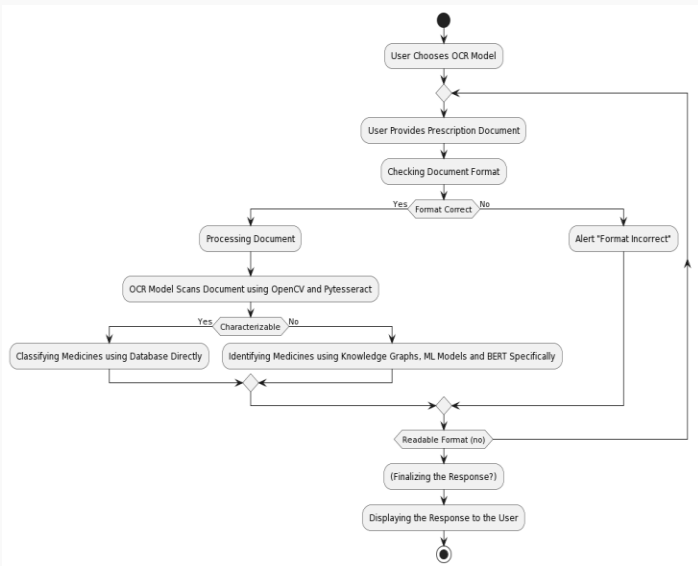 User Chooses OCR Model
User Provides Prescription Document
Checking Document Format
Yes
Format Correct
No
Processing Document
Alert "Format Incorrect"
OCR Model Scans Document using OpenCV and Pytesseract
Yes
Characterizable
No
Classifying Medicines using Database Directly
Identifying Medicines using Knowledge Graphs, ML Models and BERT Specifically
Readable Format (no)
(Finalizing the Response?)
Displaying the Response to the User